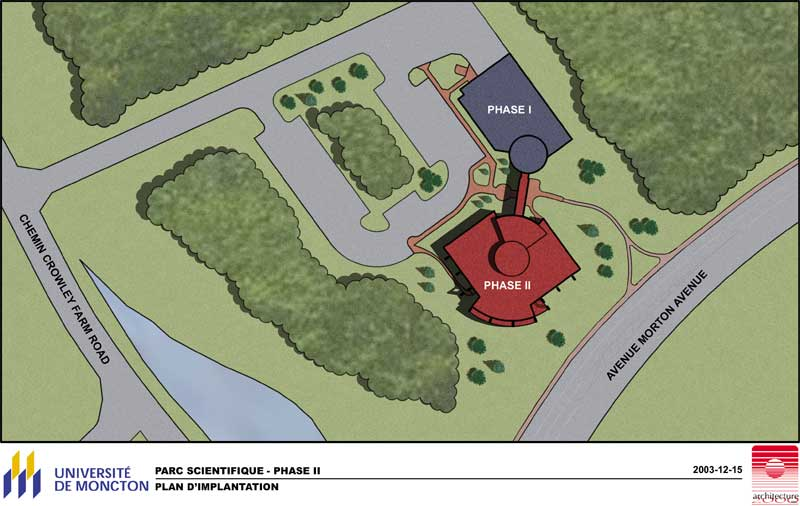 PHASE I
PHASE II
CHEMIN CROWLEY FARM ROAD
AVENUE MORTON AVENUE
UNIVERSITÉ
DE MONCTON
PARC SCIENTIFIQUE - PHASE II
PLAN D'IMPLANTATION
2003-12-15
architecture
2000